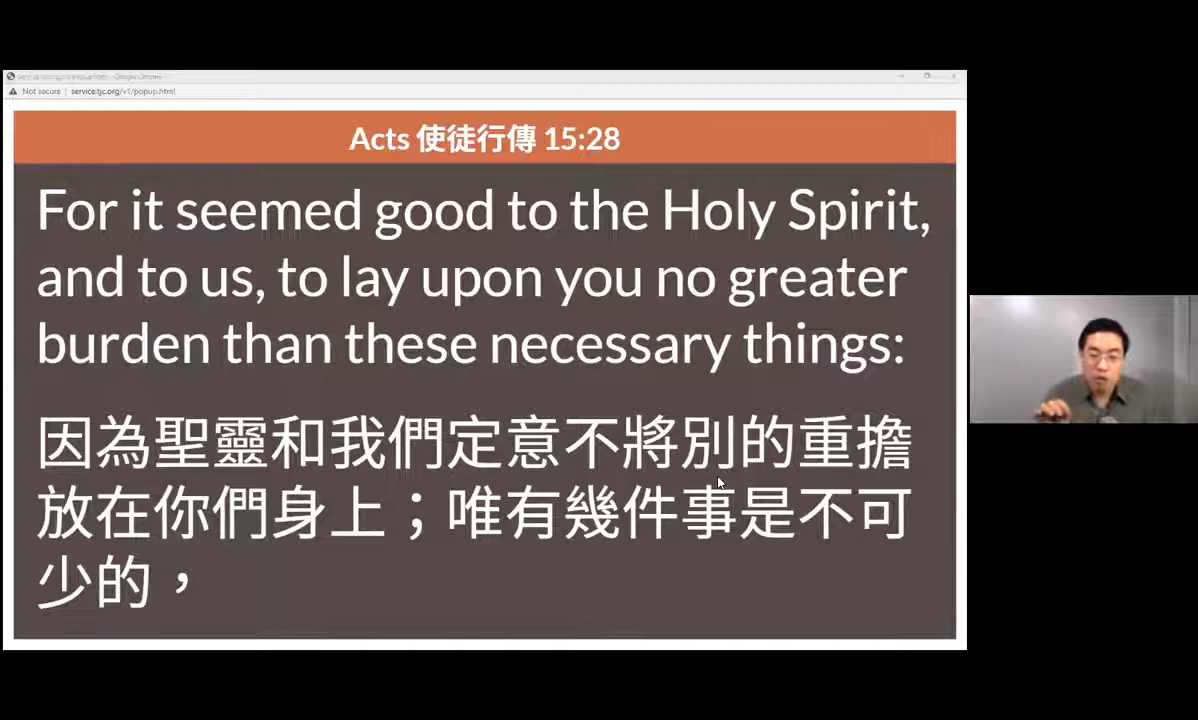 Not secure | service.tjc.org/v1/popup.html
Acts 使徒行傳 15:28
For it seemed good to the Holy Spirit,
and to us, to lay upon you no greater
burden than these necessary things:
因為聖靈和我們定意不將別的重擔
放在你們身上；唯有幾件事是不可
少的，